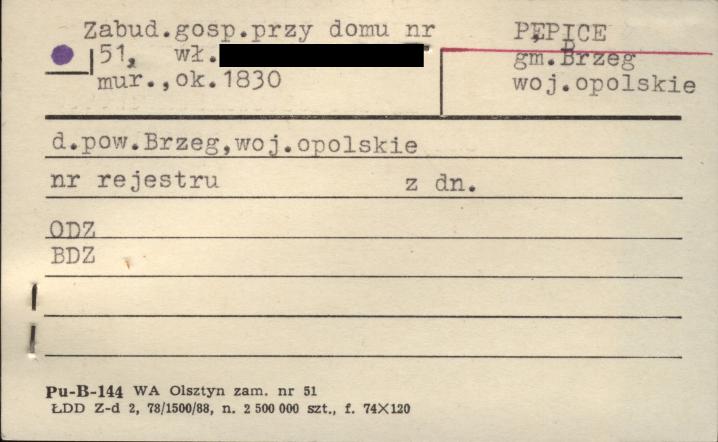 Zabud.gosp.przy domu nr
51, wł.
mur.,ok.1830
PĘPICE
gm.Brzeg
woj.opolskie
d.pow.Brzeg,woj.opolskie
nr rejestru z dn.
ODZ
BDZ
Pu-B-144 WA Olsztyn zam. nr 51
ŁDD Z-d 2, 78/1500/88, n. 2 500 000 szt., f. 74X120